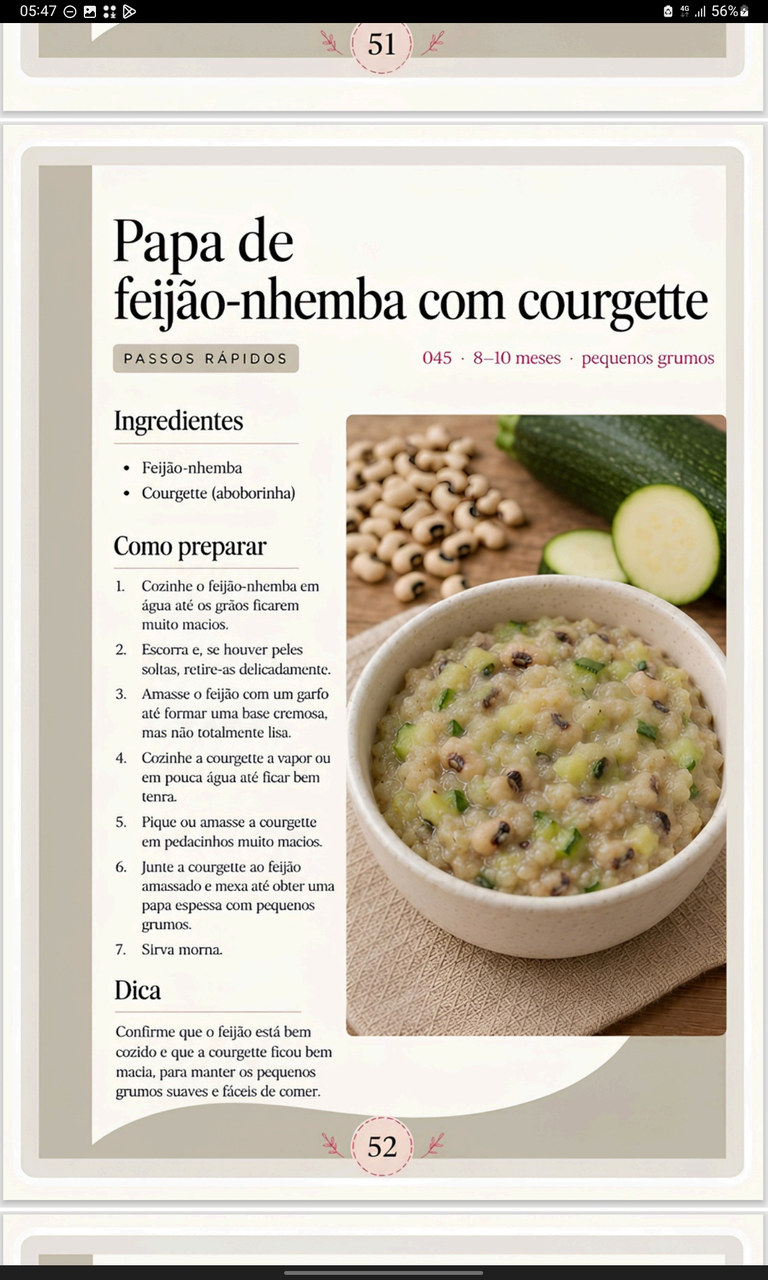 05:47
4G
56%
51
Papa de
feijão-nhemba com courgette
PASSOS RÁPIDOS
045 · 8–10 meses · pequenos grumos
Ingredientes
• Feijão-nhemba
• Courgette (aboborinha)
Como preparar
1. Cozinhe o feijão-nhemba em
água até os grãos ficarem
muito macios.
2. Escorra e, se houver peles
soltas, retire-as delicadamente.
3. Amasse o feijão com um garfo
até formar uma base cremosa,
mas não totalmente lisa.
4. Cozinhe a courgette a vapor ou
em pouca água até ficar bem
tenra.
5. Pique ou amasse a courgette
em pedacinhos muito macios.
6. Junte a courgette ao feijão
amassado e mexa até obter uma
papa espessa com pequenos
grumos.
7. Sirva morna.
Dica
Confirme que o feijão está bem
cozido e que a courgette ficou bem
macia, para manter os pequenos
grumos suaves e fáceis de comer.
52